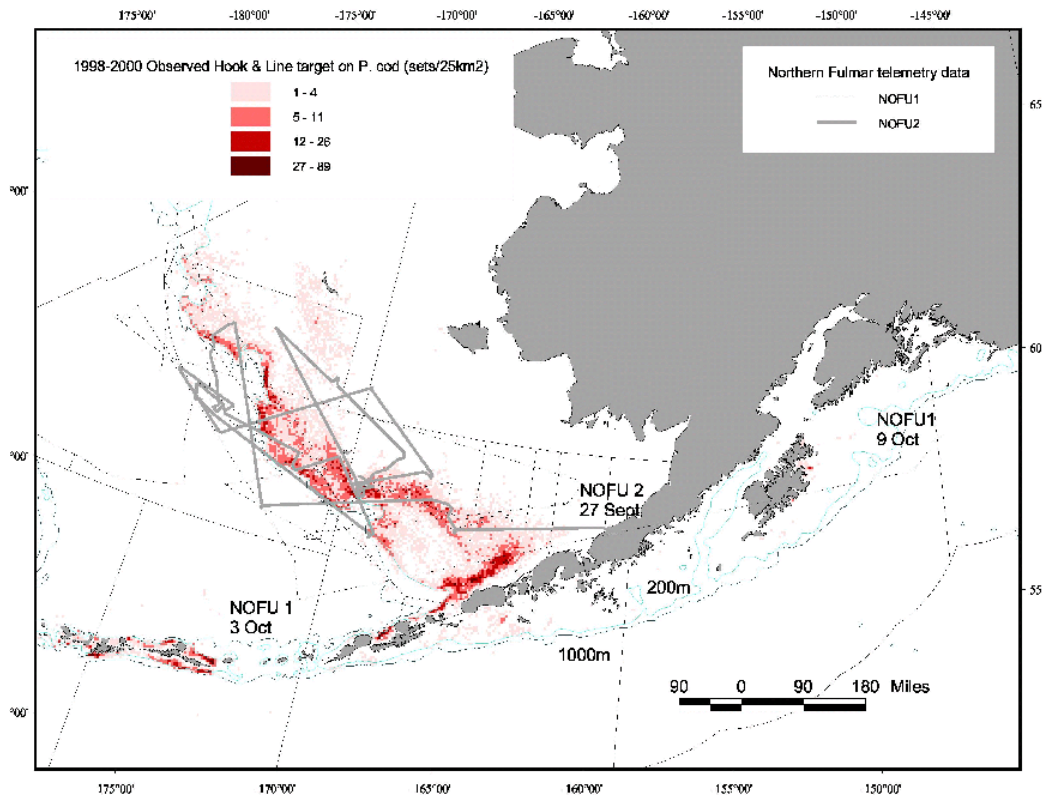 175°00' -180°00' -175°00' -170°00' -165°00' -160°00' -155°00' -150°00' -145°00'
1998-2000 Observed Hook & Line target on P. cod (sets/25km2)
1 - 4
5 - 11
12 - 26
27 - 89
Northern Fulmar telemetry data
NOFU1
NOFU2
65
°00'
60
NOFU1
9 Oct
°00'
NOFU 2
27 Sept
200m
55
NOFU 1
3 Oct
1000m
90 0 90 180 Miles
°00'
175°00' 170°00' -165°00' -160°00' -155°00' -150°00'